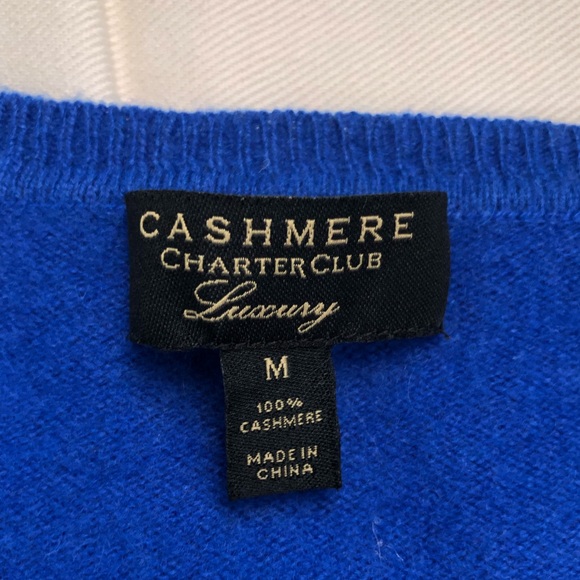 CASHMERE
CHARTER CLUB
Luxury
M
100%
CASHMERE
MADE IN
CHINA